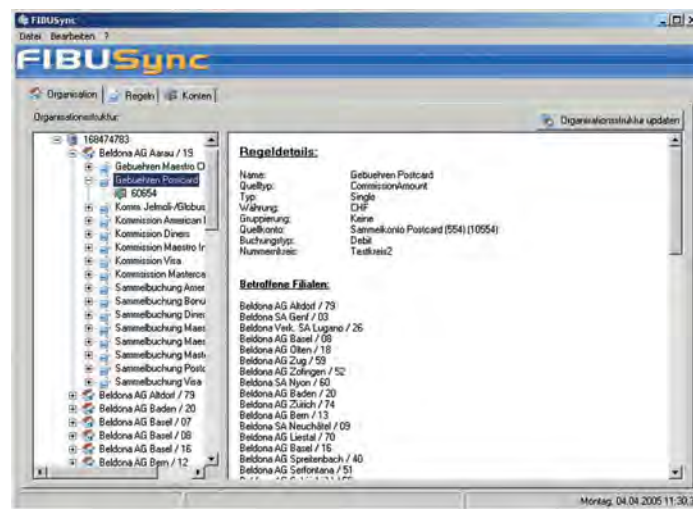 FIBUSync
Datei Bearbeiten ?
FIBUSync
Organisation Regeln Konten
Organisationsstruktur: Organisationsstruktur updaten
168474783
Beldona AG Aarau / 19
Gebuehren Maestro
Gebuehren Postcard
60654
Komms Jelmoli-/Globus
Kommission American
Kommission Diners
Kommission Maestro
Kommission Visa
Kommission Masterca
Sammelbuchung Amer
Sammelbuchung Bonu
Sammelbuchung Diner
Sammelbuchung Maes
Sammelbuchung Maes
Sammelbuchung Mast
Sammelbuchung Postc
Sammelbuchung Visa
Beldona AG Altdorf / 79
Beldona AG Baden / 20
Beldona AG Basel / 07
Beldona AG Basel / 08
Beldona AG Basel / 16
Beldona AG Bern / 12
Regeldetails:
Name: Gebuehren Postcard
Quelltyp: CommissionAmount
Typ: Single
Währung: CHF
Gruppierung: Keine
Quellkonto: Sammelkonto Postcard (554) (10554)
Buchungstyp: Debit
Nummernkreis: Testkreis2
Betroffene Filialen:
Beldona AG Altdorf / 79
Beldona SA Genf / 03
Beldona Verk. SA Lugano / 26
Beldona AG Basel / 08
Beldona AG Olten / 18
Beldona AG Zug / 59
Beldona AG Zofingen / 52
Beldona SA Nyon / 60
Beldona AG Baden / 20
Beldona AG Zürich / 74
Beldona AG Bern / 13
Beldona SA Neuchâtel / 09
Beldona AG Liestal / 70
Beldona AG Basel / 16
Beldona AG Spreitenbach / 40
Beldona AG Serfontana / 51
Montag, 04.04.2005 11:30: